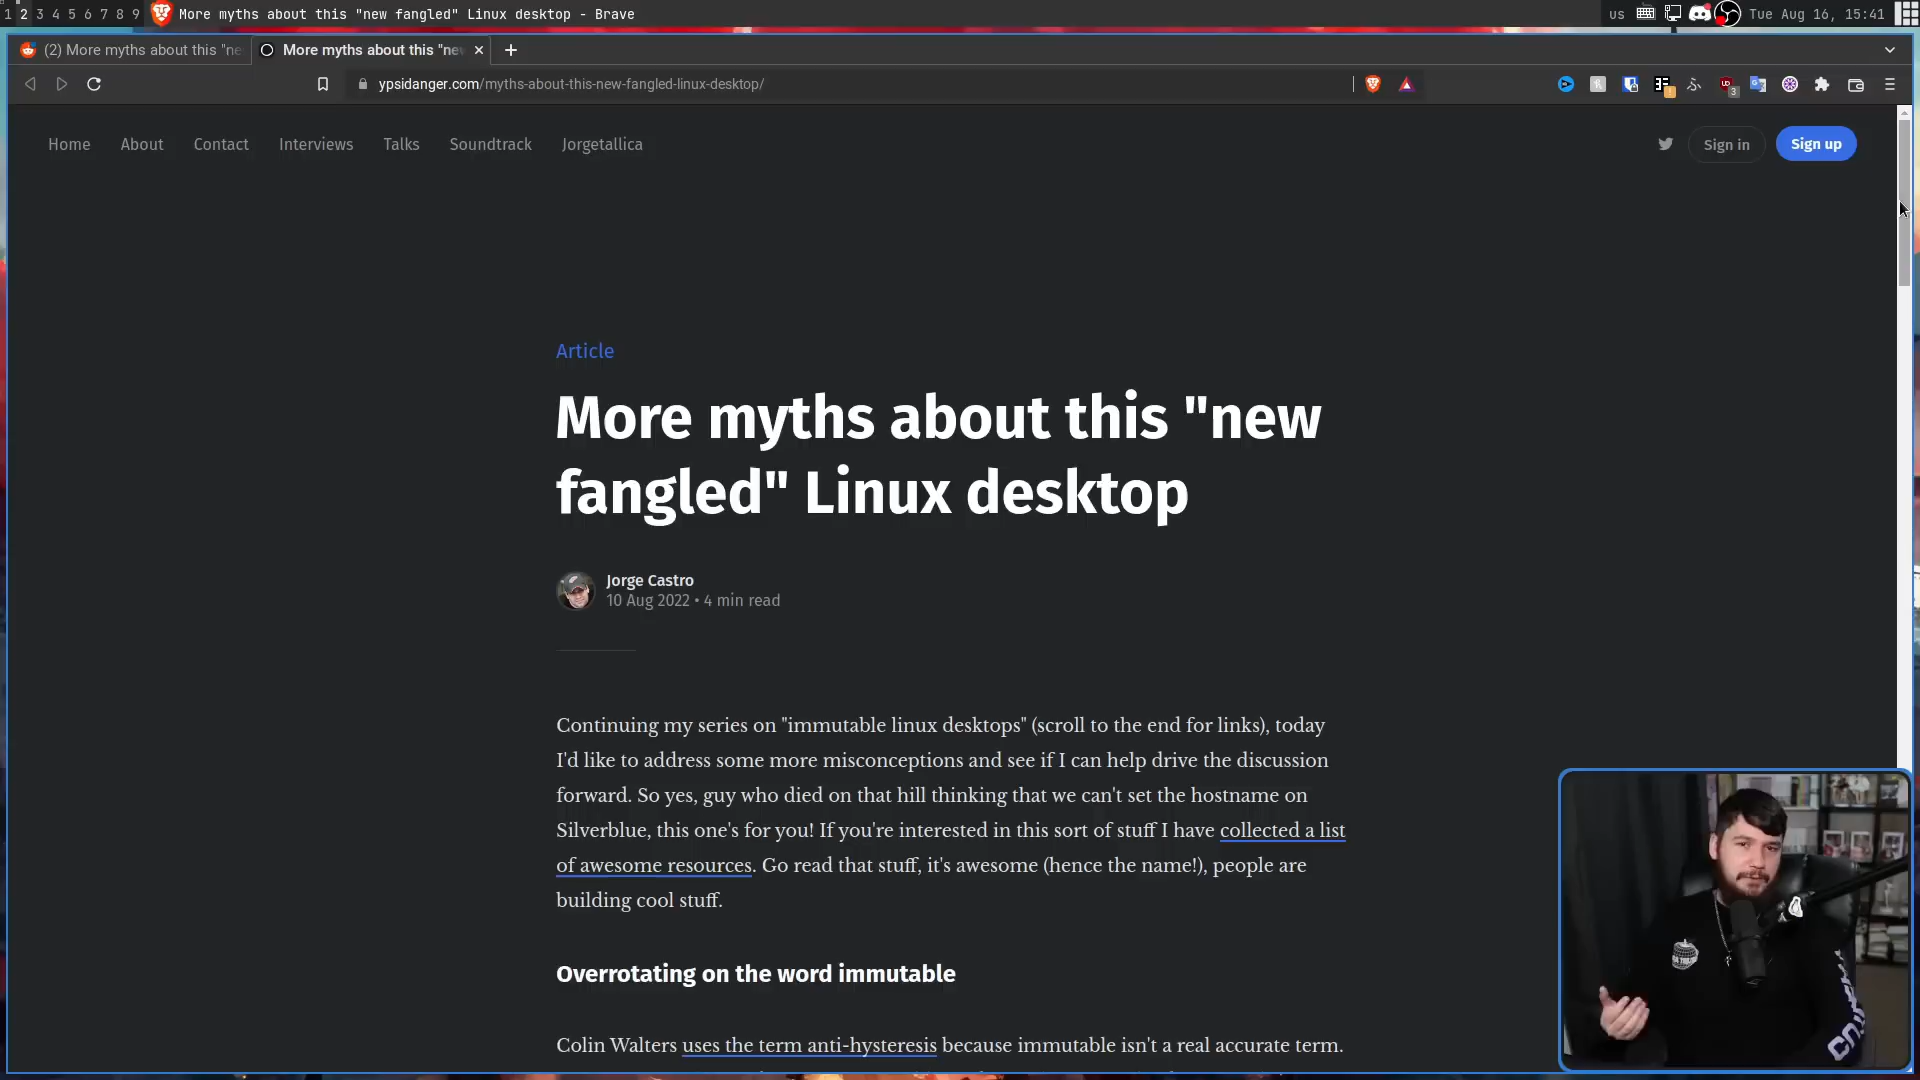 1 2 3 4 5 6 7 8 9 More myths about this "new fangled" Linux desktop - Brave us Tue Aug 16, 15:41
(2) More myths about this "ne More myths about this "new
ypsidanger.com/myths-about-this-new-fangled-linux-desktop/
Home About Contact Interviews Talks Soundtrack Jorgetallica Sign in Sign up
Article
More myths about this "new
fangled" Linux desktop
Jorge Castro
10 Aug 2022 • 4 min read
Continuing my series on "immutable linux desktops" (scroll to the end for links), today
I'd like to address some more misconceptions and see if I can help drive the discussion
forward. So yes, guy who died on that hill thinking that we can't set the hostname on
Silverblue, this one's for you! If you're interested in this sort of stuff I have collected a list
of awesome resources. Go read that stuff, it's awesome (hence the name!), people are
building cool stuff.
Overrotating on the word immutable
Colin Walters uses the term anti-hysteresis because immutable isn't a real accurate term.